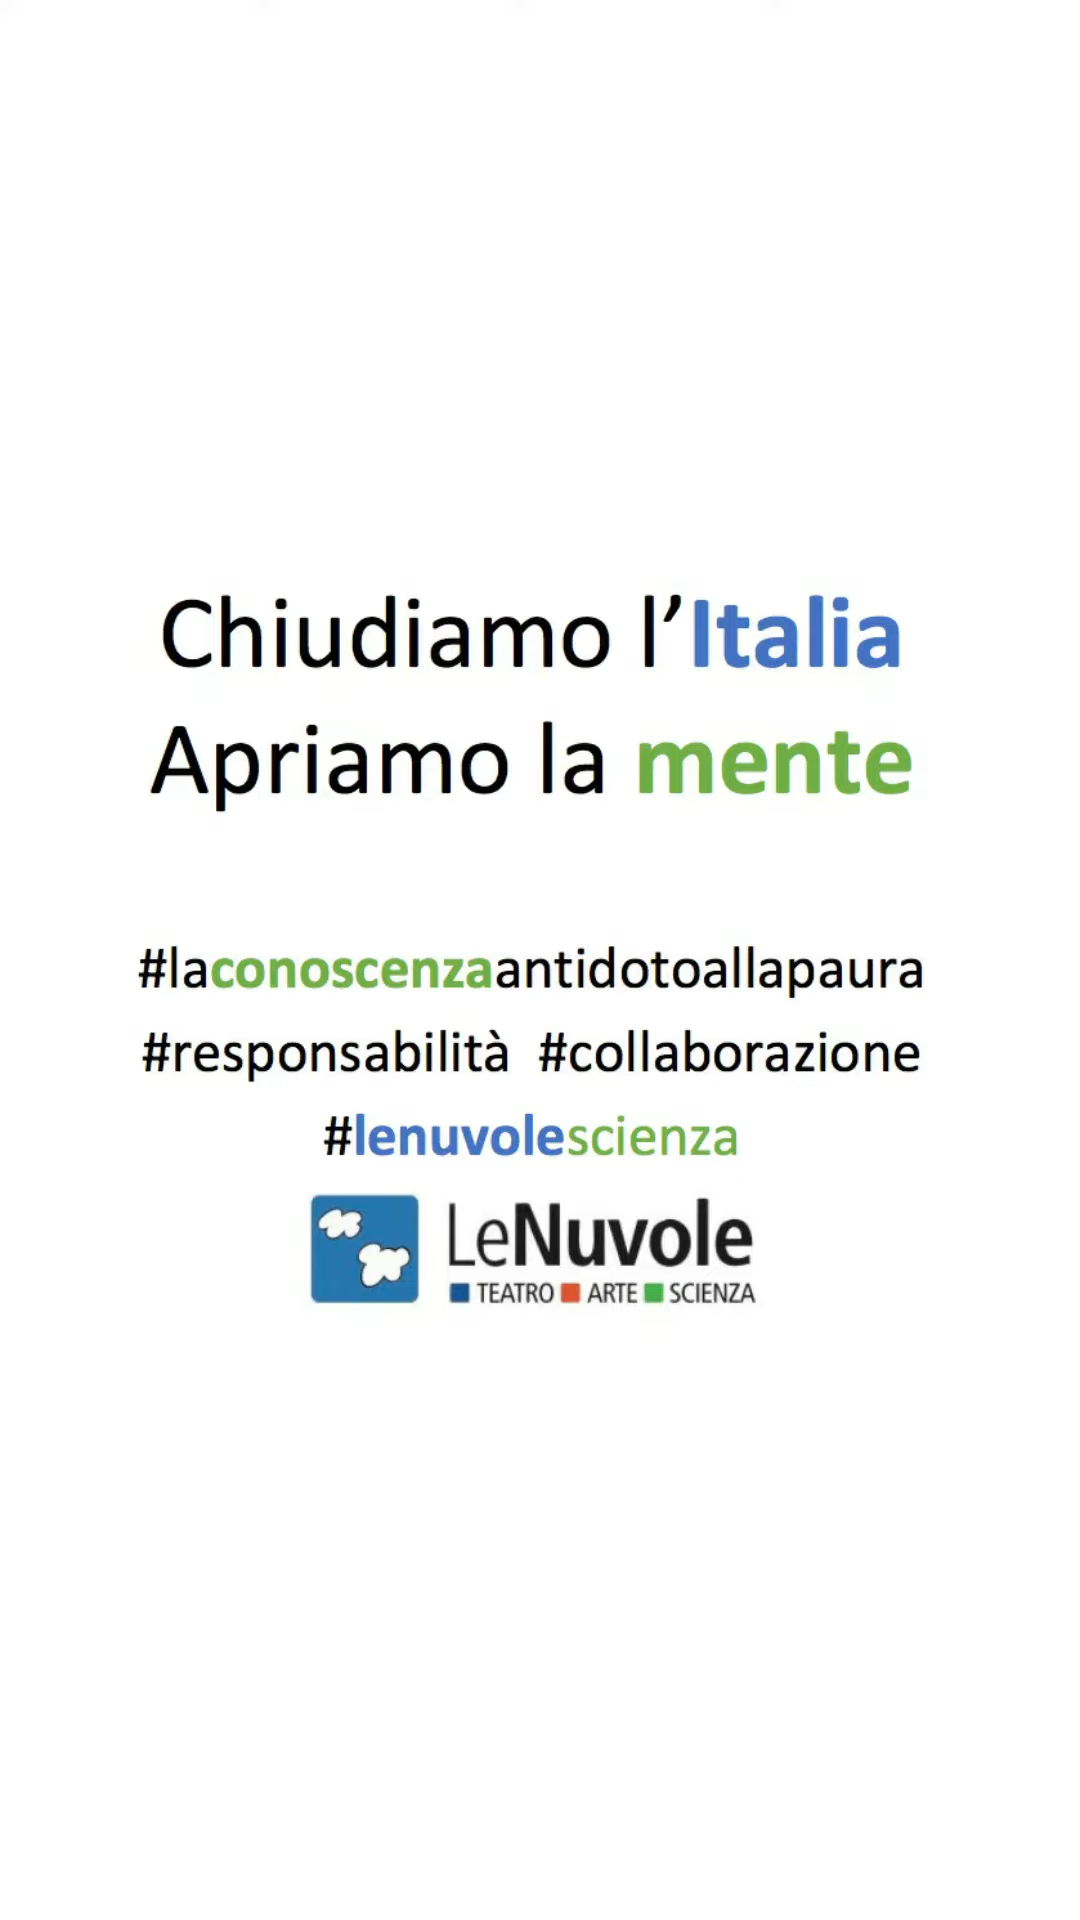 Chiudiamo l’Italia
Apriamo la mente
#laconoscenzaantidotoallapaura
#responsabilità #collaborazione
#lenuvolescienza
LeNuvole
TEATRO ARTE SCIENZA